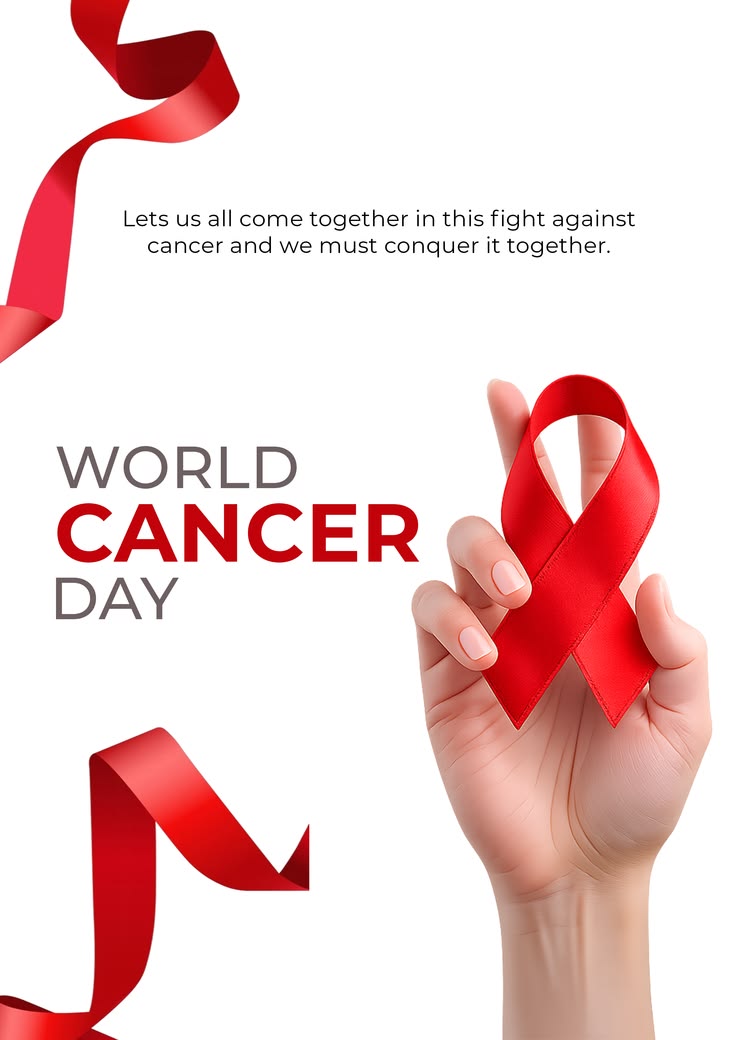 Lets us all come together in this fight against
cancer and we must conquer it together.
WORLD
CANCER
DAY